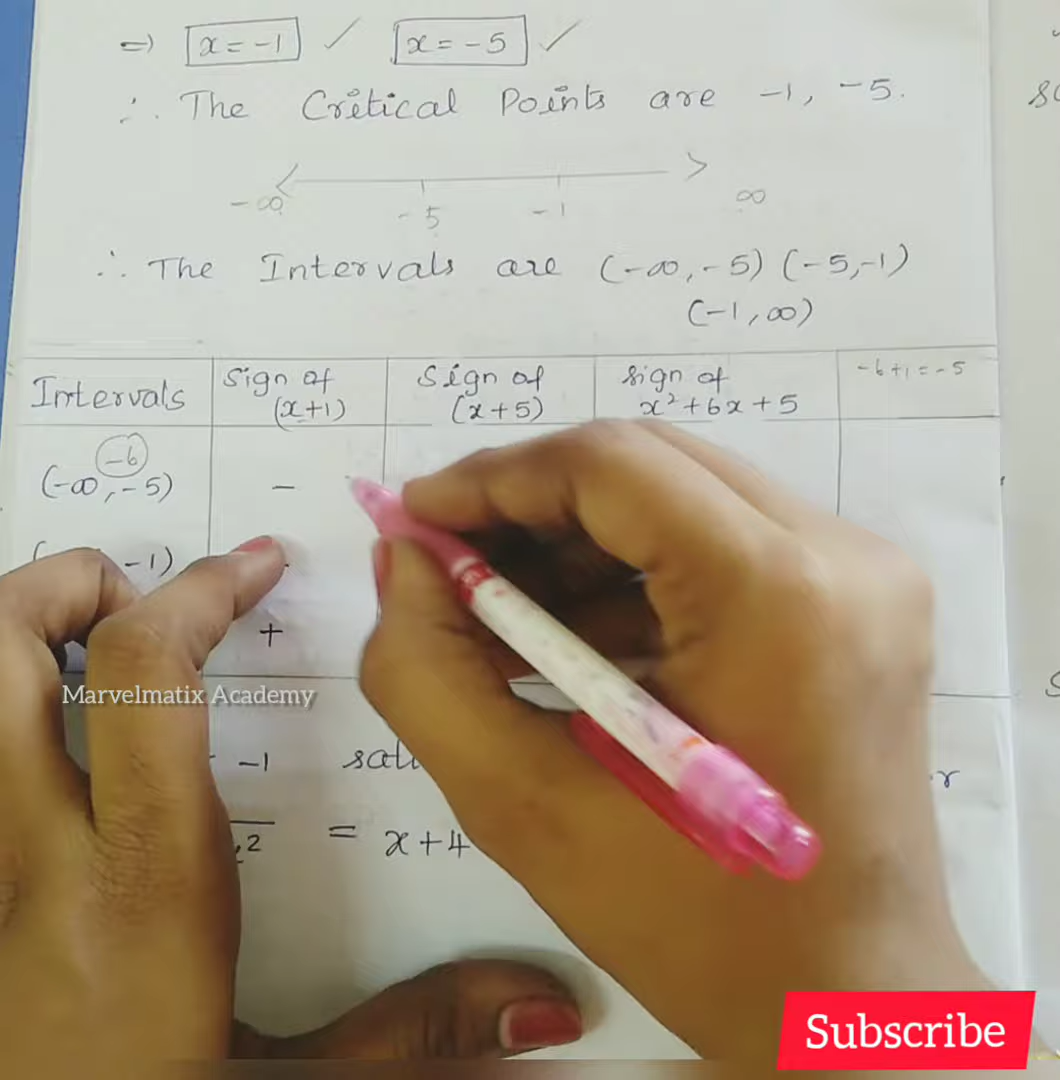 => x = -1 ✓ x = -5 ✓
∴ The Critical Points are -1, -5.
-∞ -5 -1 ∞
∴ The Intervals are (-∞, -5) (-5, -1)
(-1, ∞)
Intervals
Sign of
(x+1)
Sign of
(x+5)
sign of
x²+6x+5
-6+1=-5
-6
(-∞, -5) -
-1)
+
Marvelmatix Academy
-1
2 = x+4
Subscribe